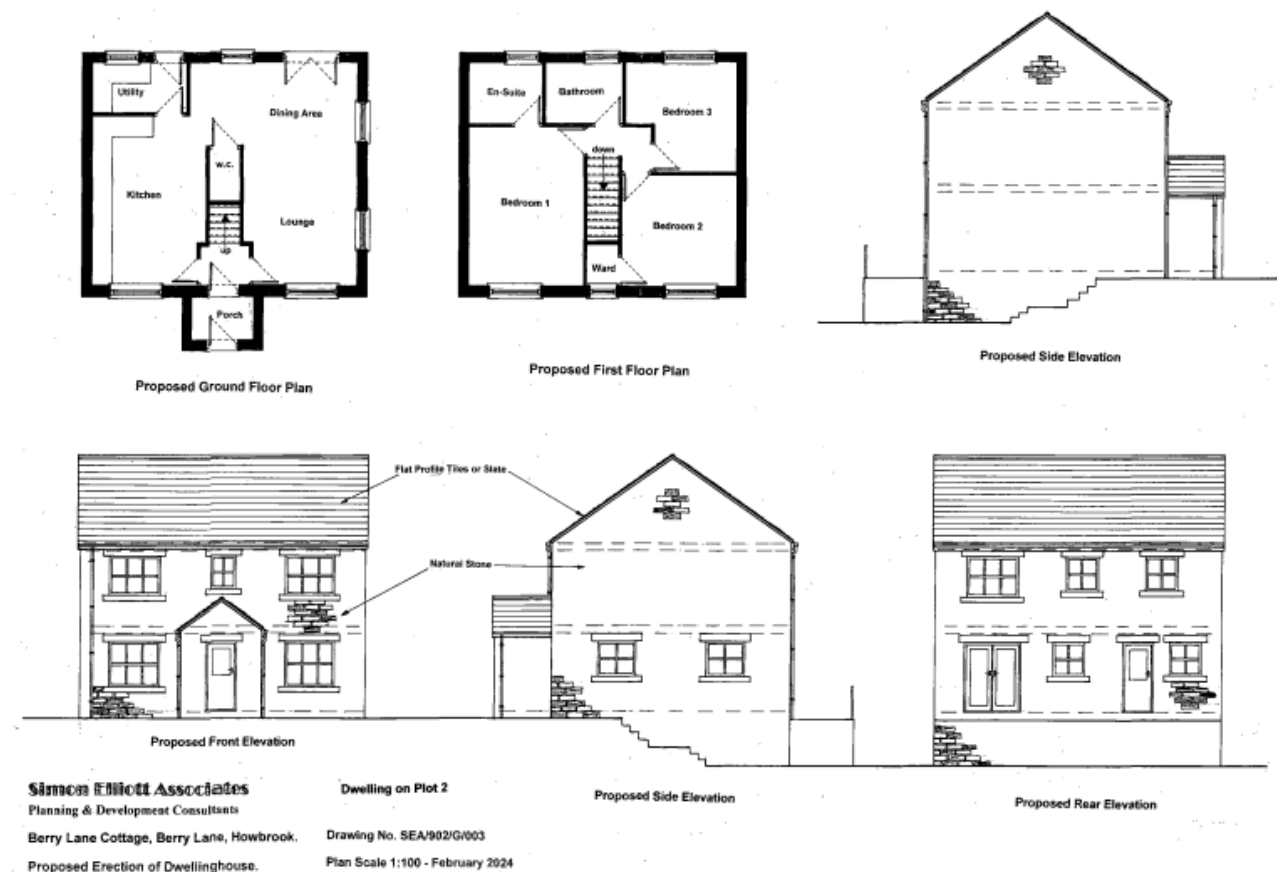 Utility
Dining Area
w.c.
Kitchen
Lounge
up
Porch
Proposed Ground Floor Plan
En-Suite
Bathroom
Bedroom 3
down
Bedroom 1
Bedroom 2
Ward
Proposed First Floor Plan
Proposed Side Elevation
Flat Profile Tiles or Slate
Natural Stone
Proposed Front Elevation
Proposed Side Elevation
Proposed Rear Elevation
Simon Elliott Associates
Planning & Development Consultants
Berry Lane Cottage, Berry Lane, Howbrook.
Proposed Erection of Dwellinghouse.
Dwelling on Plot 2
Drawing No. SEA/902/G/003
Plan Scale 1:100 - February 2024